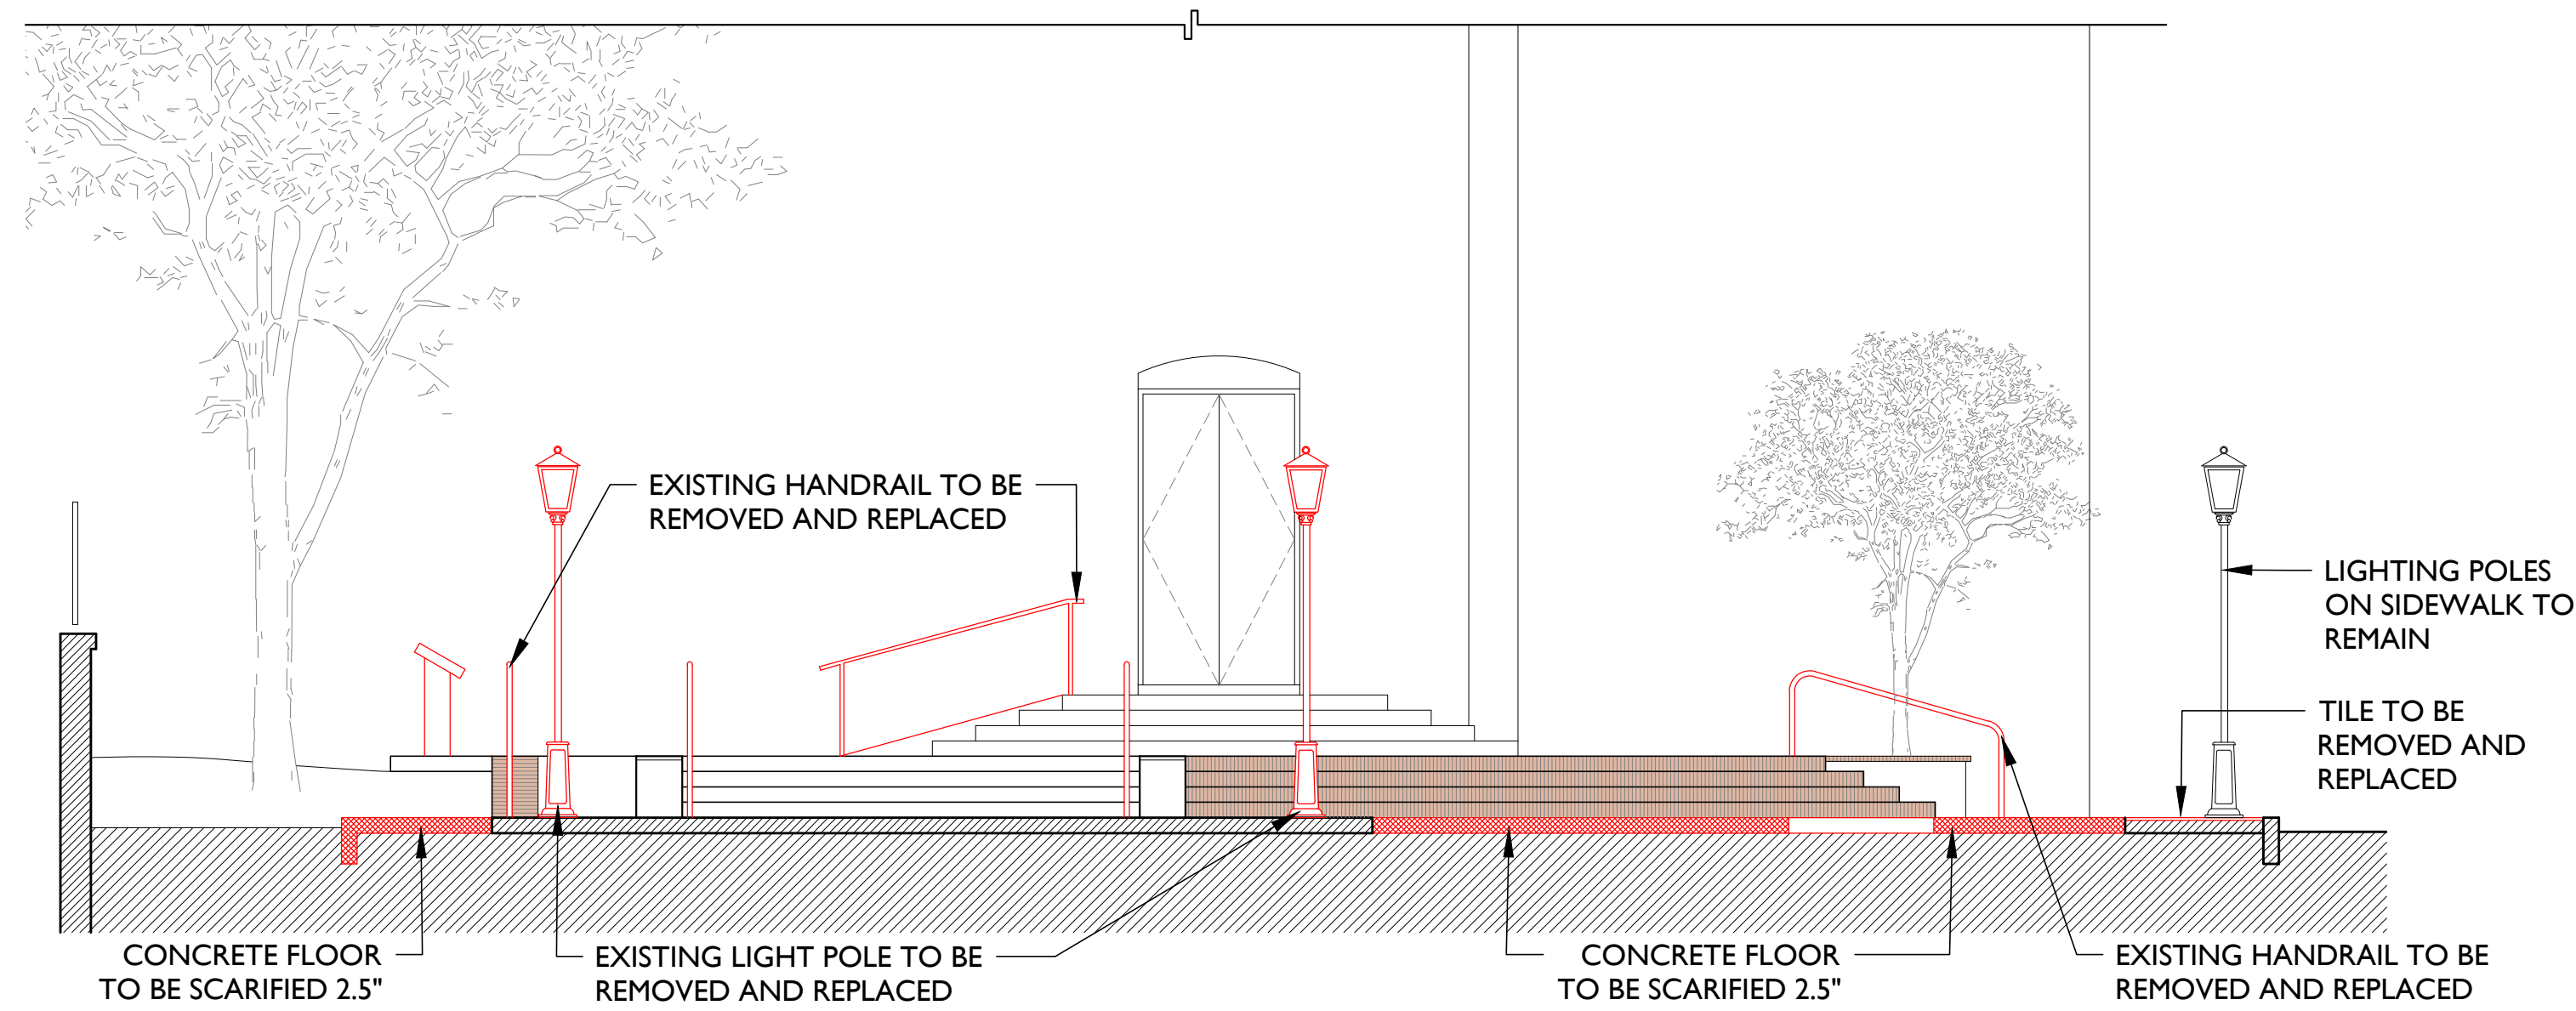 EXISTING HANDRAIL TO BE
REMOVED AND REPLACED
LIGHTING POLES
ON SIDEWALK TO
REMAIN
TILE TO BE
REMOVED AND
REPLACED
CONCRETE FLOOR
TO BE SCARIFIED 2.5"
EXISTING LIGHT POLE TO BE
REMOVED AND REPLACED
CONCRETE FLOOR
TO BE SCARIFIED 2.5"
EXISTING HANDRAIL TO BE
REMOVED AND REPLACED